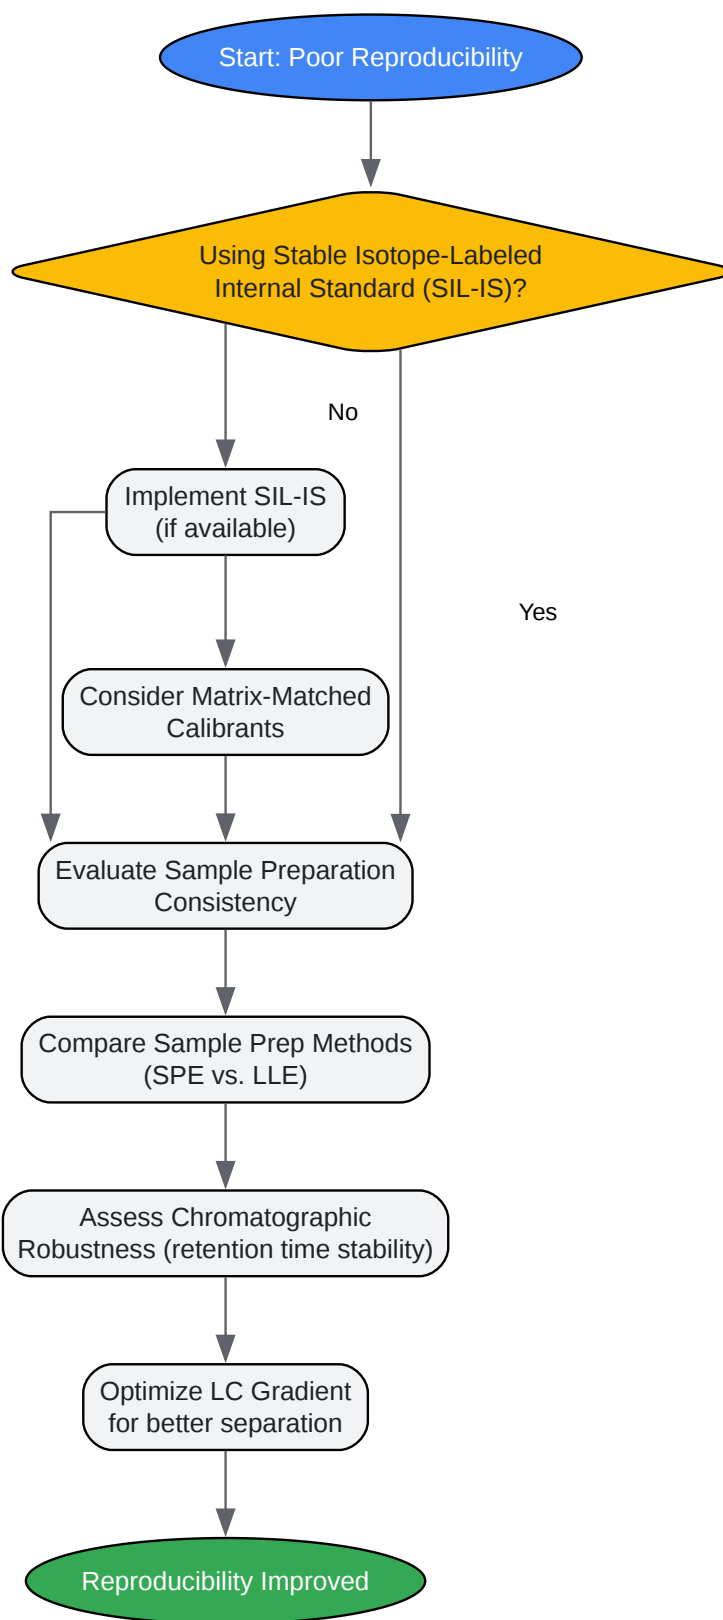 Start: Poor Reproducibility
Using Stable Isotope-Labeled
Internal Standard (SIL-IS)?
No
Implement SIL-IS
(if available)
Yes
Consider Matrix-Matched
Calibrants
Evaluate Sample Preparation
Consistency
Compare Sample Prep Methods
(SPE vs. LLE)
Assess Chromatographic
Robustness (retention time stability)
Optimize LC Gradient
for better separation
Reproducibility Improved